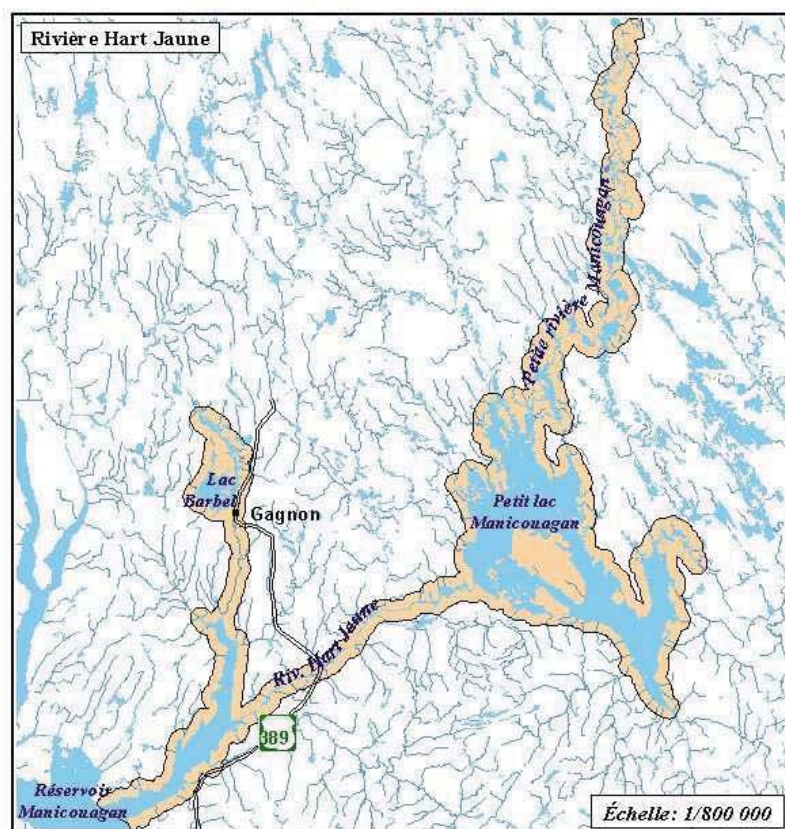 Rivière Hart Jaune
Petite rivière Manicouagan
Lac
Barbel
Gagnon
Petit lac
Manicouagan
Riv. Hart Jaune
389
Réservoir
Manicouagan
Échelle: 1/800 000